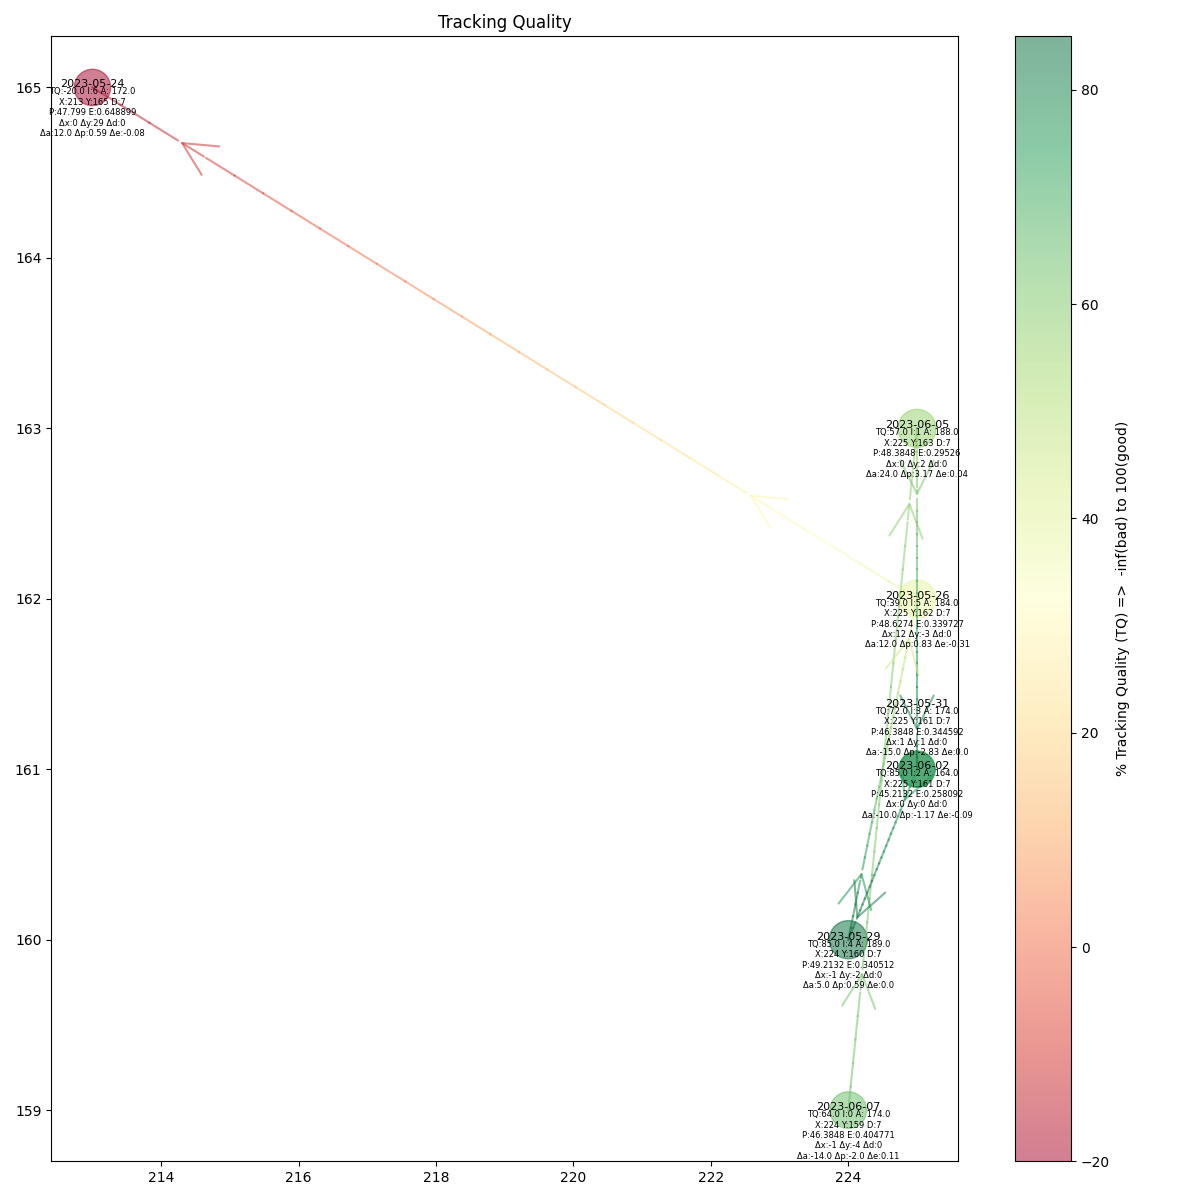 Tracking Quality
165
164
163
162
161
160
159
214
216
218
220
222
224
2023-05-24
TQ:-20.0 I:6 A: 172.0
X:213 Y:165 D:7
P:47.799 E:0.648899
Δx:0 Δy:29 Δd:0
Δa:12.0 Δp:0.59 Δe:-0.08
2023-06-05
TQ:57.0 I:1 A: 188.0
X:225 Y:163 D:7
P:48.3848 E:0.29526
Δx:0 Δy:2 Δd:0
Δa:24.0 Δp:3.17 Δe:0.04
2023-05-26
TQ:39.0 I:5 A: 184.0
X:225 Y:162 D:7
P:48.6274 E:0.339727
Δx:12 Δy:-3 Δd:0
Δa:12.0 Δp:0.83 Δe:-0.31
2023-05-31
TQ:72.0 I:3 A: 174.0
X:225 Y:161 D:7
P:46.3848 E:0.344592
Δx:1 Δy:1 Δd:0
Δa:-15.0 Δp:-2.83 Δe:0.0
2023-06-02
TQ:85.0 I:2 A: 164.0
X:225 Y:161 D:7
P:45.2132 E:0.258092
Δx:0 Δy:0 Δd:0
Δa:-10.0 Δp:-1.17 Δe:-0.09
2023-05-29
TQ:85.0 I:4 A: 189.0
X:224 Y:160 D:7
P:49.2132 E:0.340512
Δx:-1 Δy:-2 Δd:0
Δa:5.0 Δp:0.59 Δe:0.0
2023-06-07
TQ:64.0 I:0 A: 174.0
X:224 Y:159 D:7
P:46.3848 E:0.404771
Δx:-1 Δy:-4 Δd:0
Δa:-14.0 Δp:-2.0 Δe:0.11
80
60
40
20
0
−20
% Tracking Quality (TQ) => -inf(bad) to 100(good)